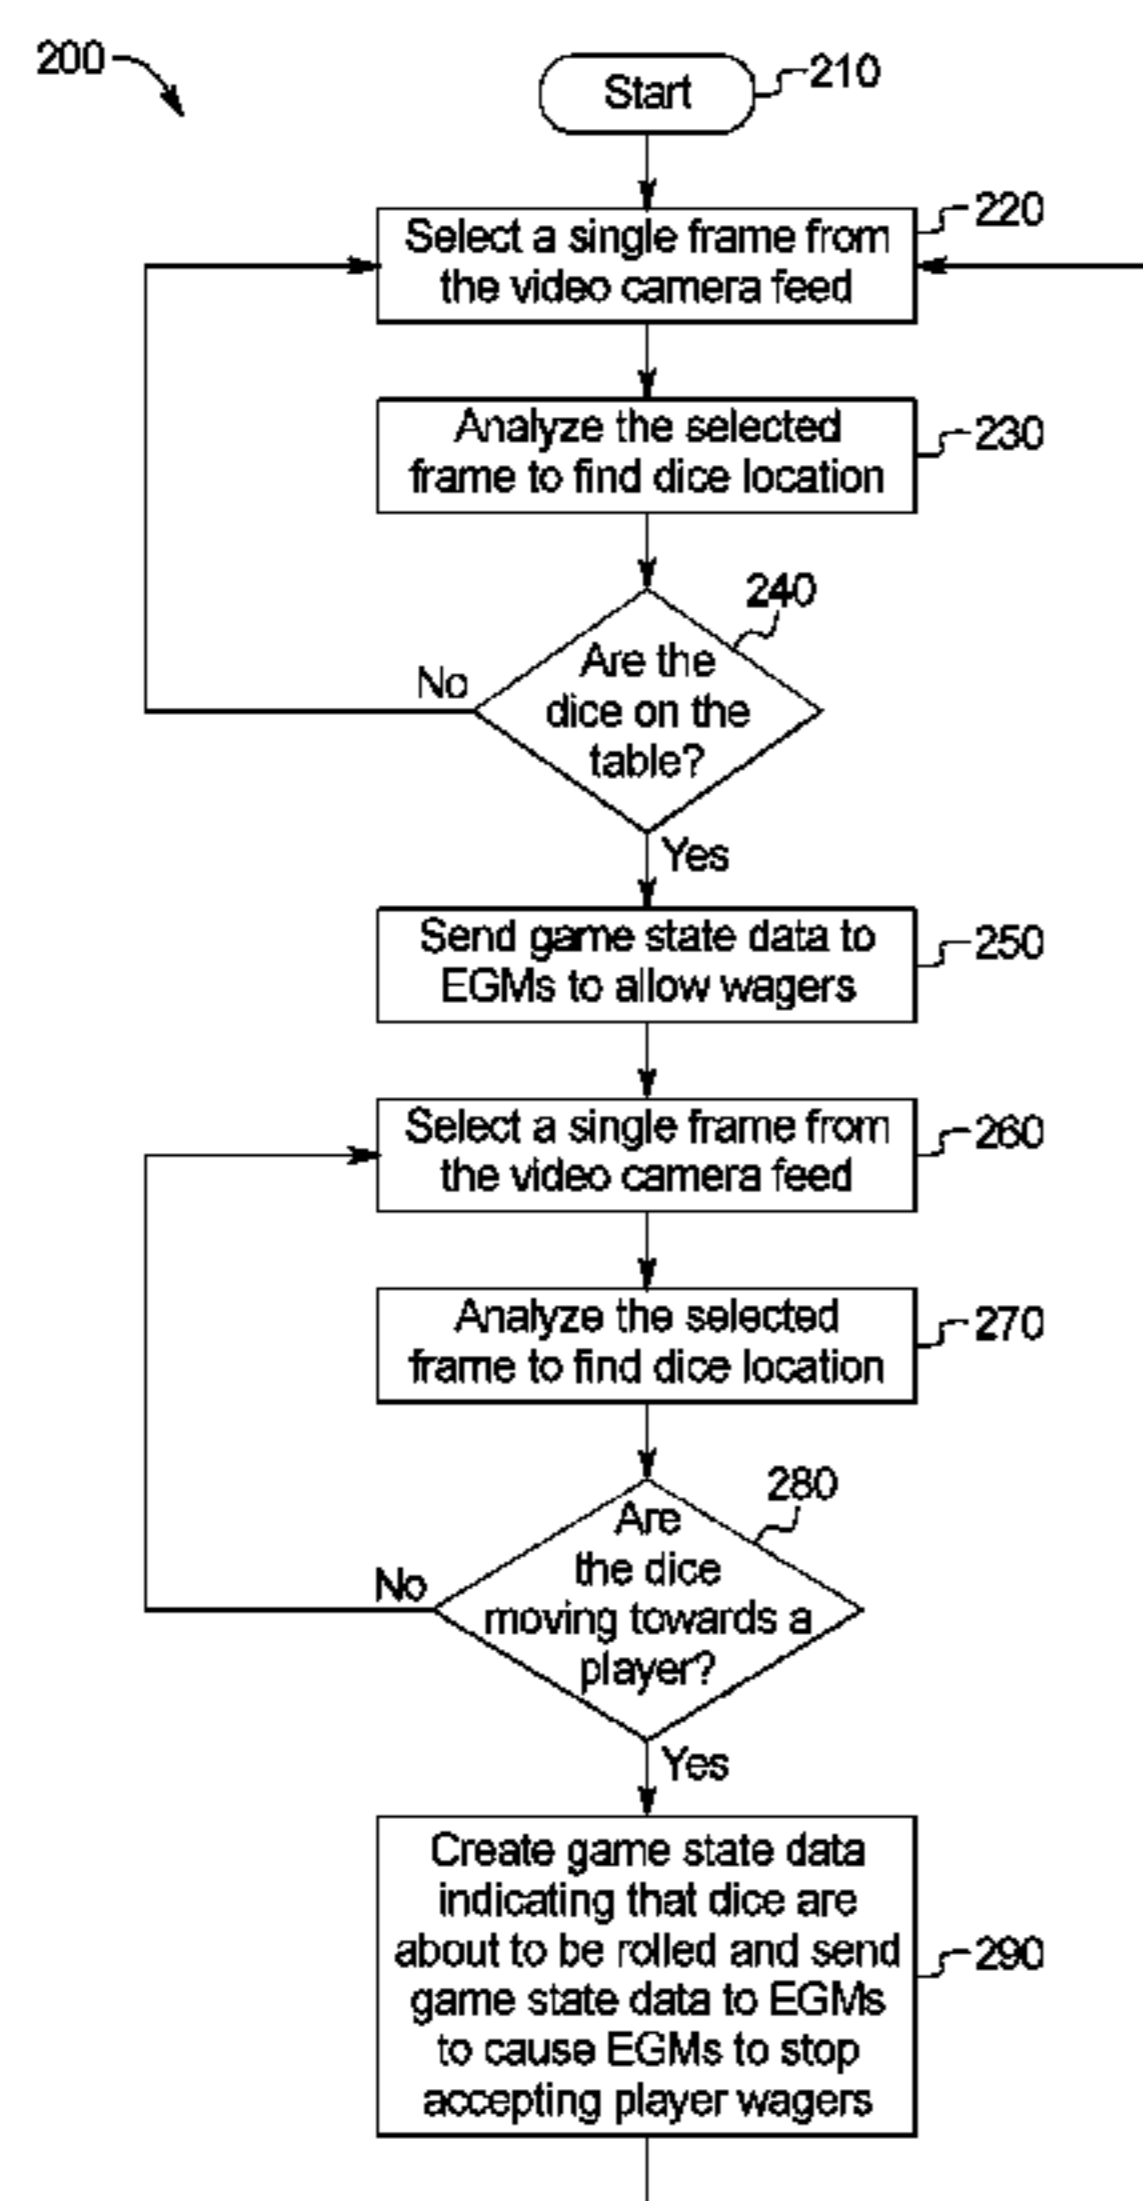 200
Start
210
Select a single frame from
the video camera feed
220
Analyze the selected
frame to find dice location
230
240
Are the
dice on the
table?
No
Yes
Send game state data to
EGMs to allow wagers
250
Select a single frame from
the video camera feed
260
Analyze the selected
frame to find dice location
270
280
Are
the dice
moving towards a
player?
No
Yes
Create game state data
indicating that dice are
about to be rolled and send
game state data to EGMs
to cause EGMs to stop
accepting player wagers
290